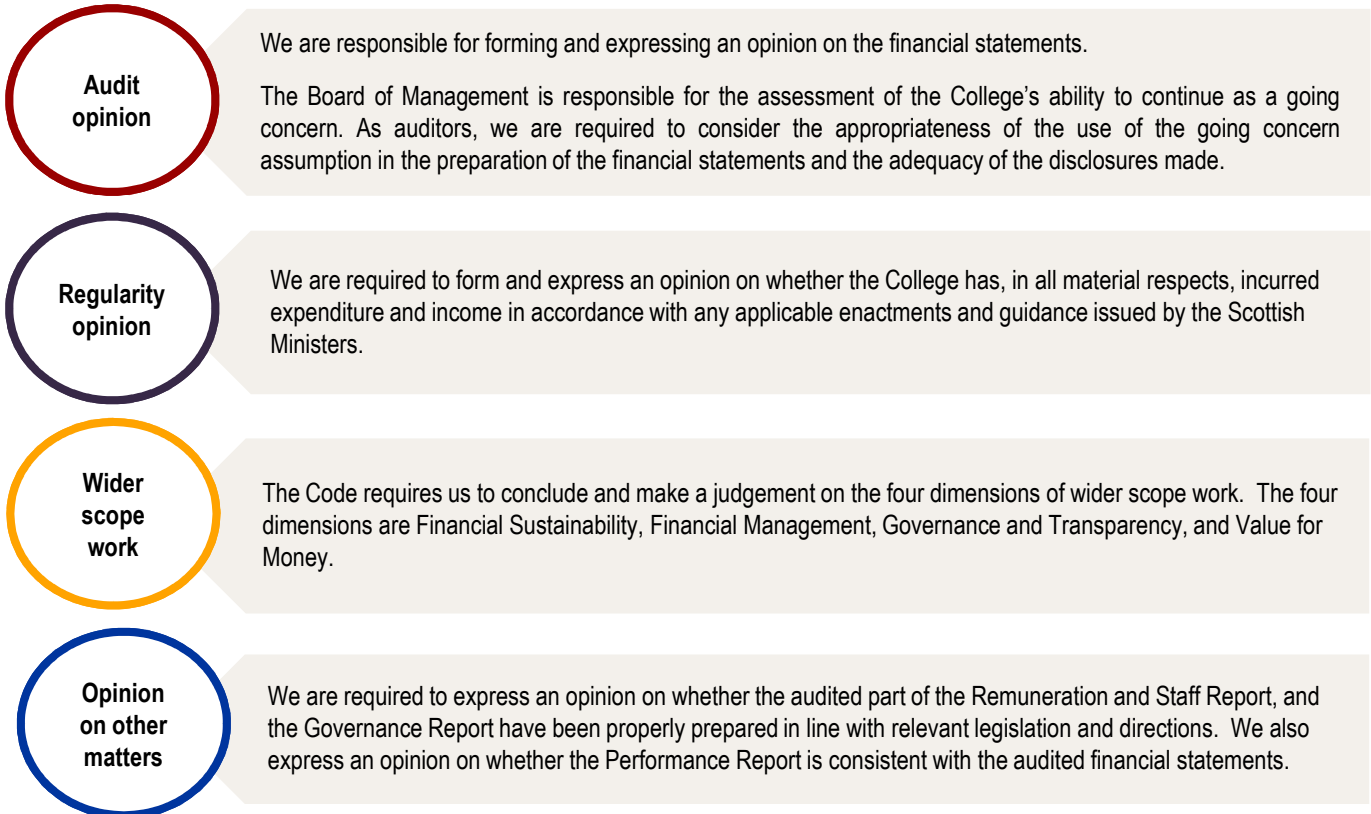 Audit
opinion
We are responsible for forming and expressing an opinion on the financial statements.
The Board of Management is responsible for the assessment of the College's ability to continue as a going
concern. As auditors, we are required to consider the appropriateness of the use of the going concern
assumption in the preparation of the financial statements and the adequacy of the disclosures made.
Regularity
opinion
We are required to form and express an opinion on whether the College has, in all material respects, incurred
expenditure and income in accordance with any applicable enactments and guidance issued by the Scottish
Ministers.
Wider
scope
work
The Code requires us to conclude and make a judgement on the four dimensions of wider scope work.  The four
dimensions are Financial Sustainability, Financial Management, Governance and Transparency, and Value for
Money.
Opinion
on other
matters
We are required to express an opinion on whether the audited part of the Remuneration and Staff Report, and
the Governance Report have been properly prepared in line with relevant legislation and directions.  We also
express an opinion on whether the Performance Report is consistent with the audited financial statements.